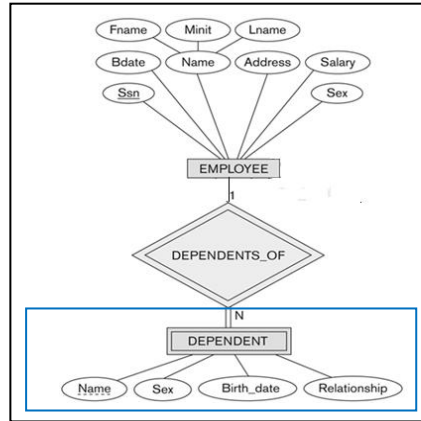 Fname Minit Lname
Bdate Name Address Salary
Ssn Sex
EMPLOYEE
1
DEPENDENTS_OF
N
DEPENDENT
Name Sex Birth_date Relationship